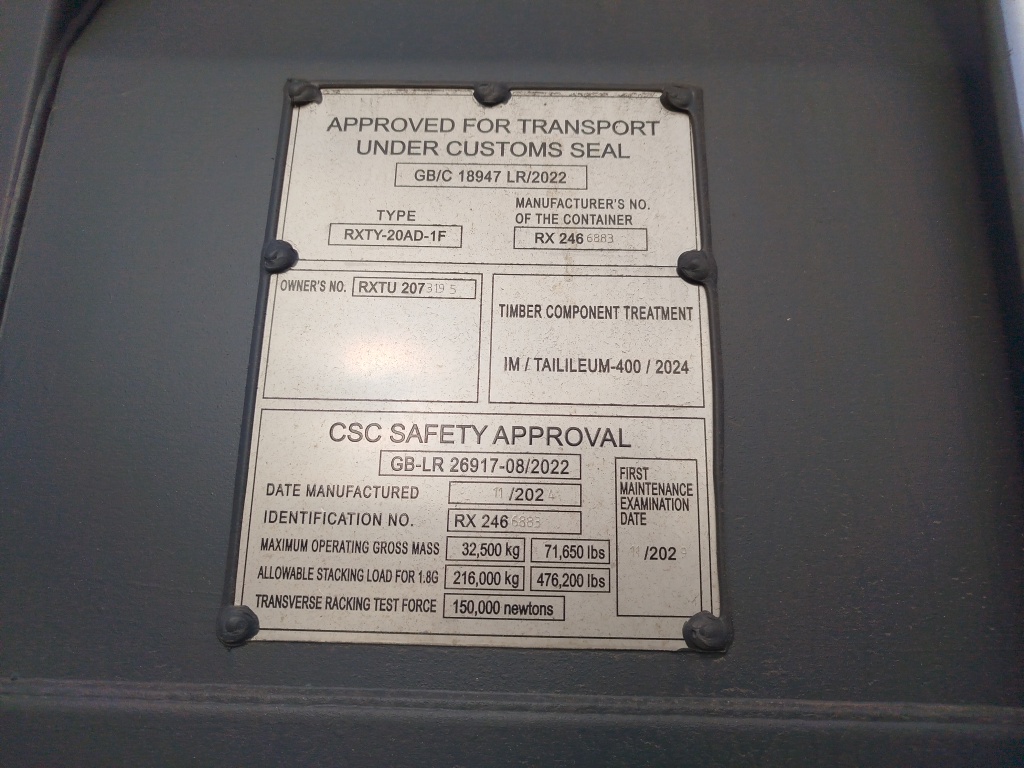 APPROVED FOR TRANSPORT
UNDER CUSTOMS SEAL
GB/C 18947 LR/2022
TYPE
RXTY-20AD-1F
MANUFACTURER'S NO.
OF THE CONTAINER
RX 246 6883
OWNER'S NO. RXTU 207 319 5
TIMBER COMPONENT TREATMENT
IM / TAILILEUM-400 / 2024
CSC SAFETY APPROVAL
GB-LR 26917-08/2022
DATE MANUFACTURED 11 /2024
IDENTIFICATION NO. RX 246 6883
MAXIMUM OPERATING GROSS MASS 32,500 kg 71,650 lbs
ALLOWABLE STACKING LOAD FOR 1.8G 216,000 kg 476,200 lbs
TRANSVERSE RACKING TEST FORCE 150,000 newtons
FIRST
MAINTENANCE
EXAMINATION
DATE